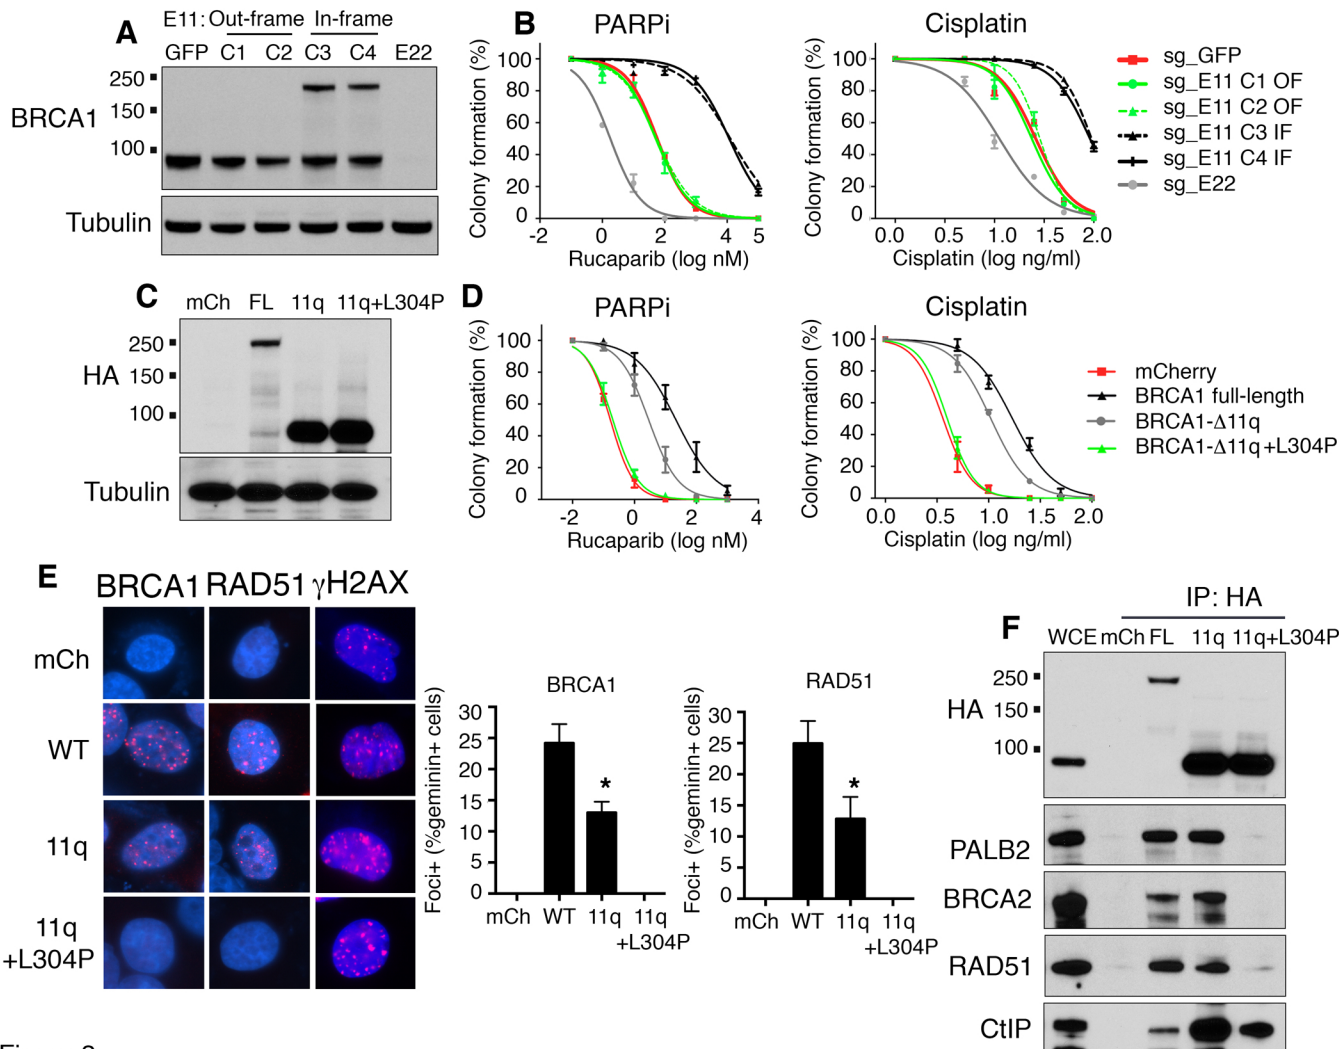 A
E11: Out-frame In-frame
GFP C1 C2 C3 C4 E22
BRCA1
250
150
100
Tubulin
B
PARPi
Colony formation (%)
100
80
60
40
20
0
-2 0 2 4 5
Rucaparib (log nM)
Cisplatin
Colony formation (%)
100
80
60
40
20
0
0.0 0.5 1.0 1.5 2.0
Cisplatin (log ng/ml)
sg_GFP
sg_E11 C1 OF
sg_E11 C2 OF
sg_E11 C3 IF
sg_E11 C4 IF
sg_E22
C
mCh FL 11q 11q+L304P
HA
250
150
100
Tubulin
D
PARPi
Colony formation (%)
100
80
60
40
20
0
-2 0 2 4
Rucaparib (log nM)
Cisplatin
Colony formation (%)
100
80
60
40
20
0
0.0 0.5 1.0 1.5 2.0
Cisplatin (log ng/ml)
mCherry
BRCA1 full-length
BRCA1-Δ11q
BRCA1-Δ11q+L304P
E
BRCA1 RAD51 γH2AX
mCh
WT
11q
11q
+L304P
BRCA1
Foci+ (%geminin+ cells)
30
25
20
15
10
5
0
*
mCh WT 11q 11q
+L304P
RAD51
Foci+ (%geminin+ cells)
30
25
20
15
10
5
0
*
mCh WT 11q 11q
+L304P
F
IP: HA
WCE mCh FL 11q 11q+L304P
HA
250
150
100
PALB2
BRCA2
RAD51
CtIP